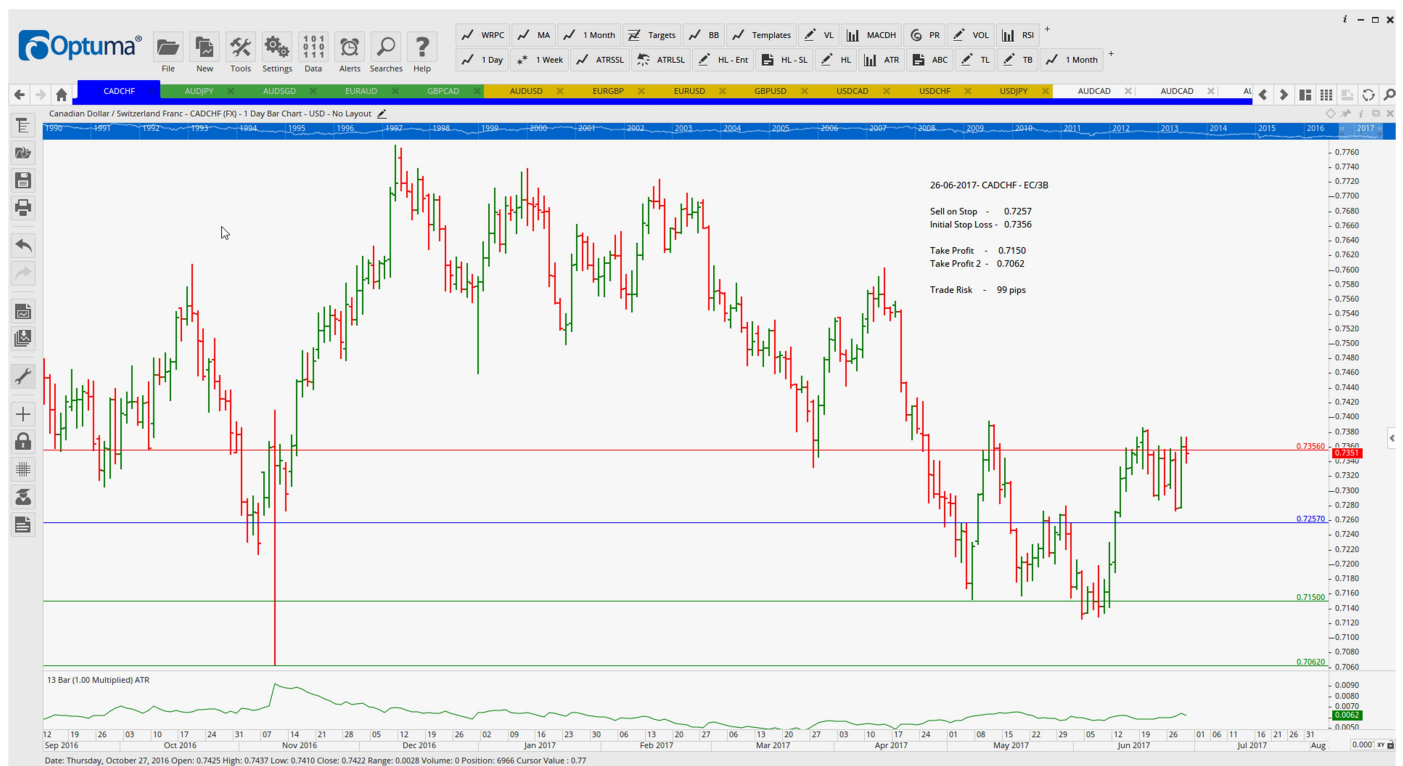 Optuma®
File
New
Tools
Settings
Data
Alerts
Searches
Help
WRPC MA 1 Month Targets BB Templates VL MACDH PR VOL RSI +
1 Day 1 Week ATRSSL ATRLSL HL - Ent HL - SL HL ATR ABC TL TB 1 Month +
CADCHF AUDJPY AUDSGD EURAUD GBPCAD AUDUSD EURGBP EURUSD GBPUSD USDCAD USDCHF USDJPY AUDCAD AUDCAD
Canadian Dollar / Switzerland Franc - CADCHF (FX) - 1 Day Bar Chart - USD - No Layout
1990 1991 1992 1993 1994 1995 1996 1997 1998 1999 2000 2001 2002 2003 2004 2005 2006 2007 2008 2009 2010 2011 2012 2013 2014 2015 2016 2017
26-06-2017- CADCHF - EC/3B
Sell on Stop - 0.7257
Initial Stop Loss - 0.7356
Take Profit - 0.7150
Take Profit 2 - 0.7062
Trade Risk - 99 pips
0.7760
0.7740
0.7720
0.7700
0.7680
0.7660
0.7640
0.7620
0.7600
0.7580
0.7560
0.7540
0.7520
0.7500
0.7480
0.7460
0.7440
0.7420
0.7400
0.7380
0.73560 0.7360
0.7351
0.7340
0.7320
0.7300
0.7280
0.72570 0.7260
0.7240
0.7220
0.7200
0.7180
0.7160
0.71500
0.7140
0.7120
0.7100
0.7080
0.70620 0.7060
13 Bar (1.00 Multiplied) ATR
0.0090
0.0080
0.0070
0.0062
0.0050
12 19 26 03 10 17 24 31 07 14 21 28 05 12 19 26 02 09 16 23 30 06 13 20 27 06 13 20 27 03 10 17 24 01 08 15 22 29 05 12 19 26 01 06 11 16 21 26 31
Sep 2016 Oct 2016 Nov 2016 Dec 2016 Jan 2017 Feb 2017 Mar 2017 Apr 2017 May 2017 Jun 2017 Jul 2017 Aug
XY
Date: Thursday, October 27, 2016 Open: 0.7425 High: 0.7437 Low: 0.7410 Close: 0.7422 Range: 0.0028 Volume: 0 Position: 6966 Cursor Value : 0.77